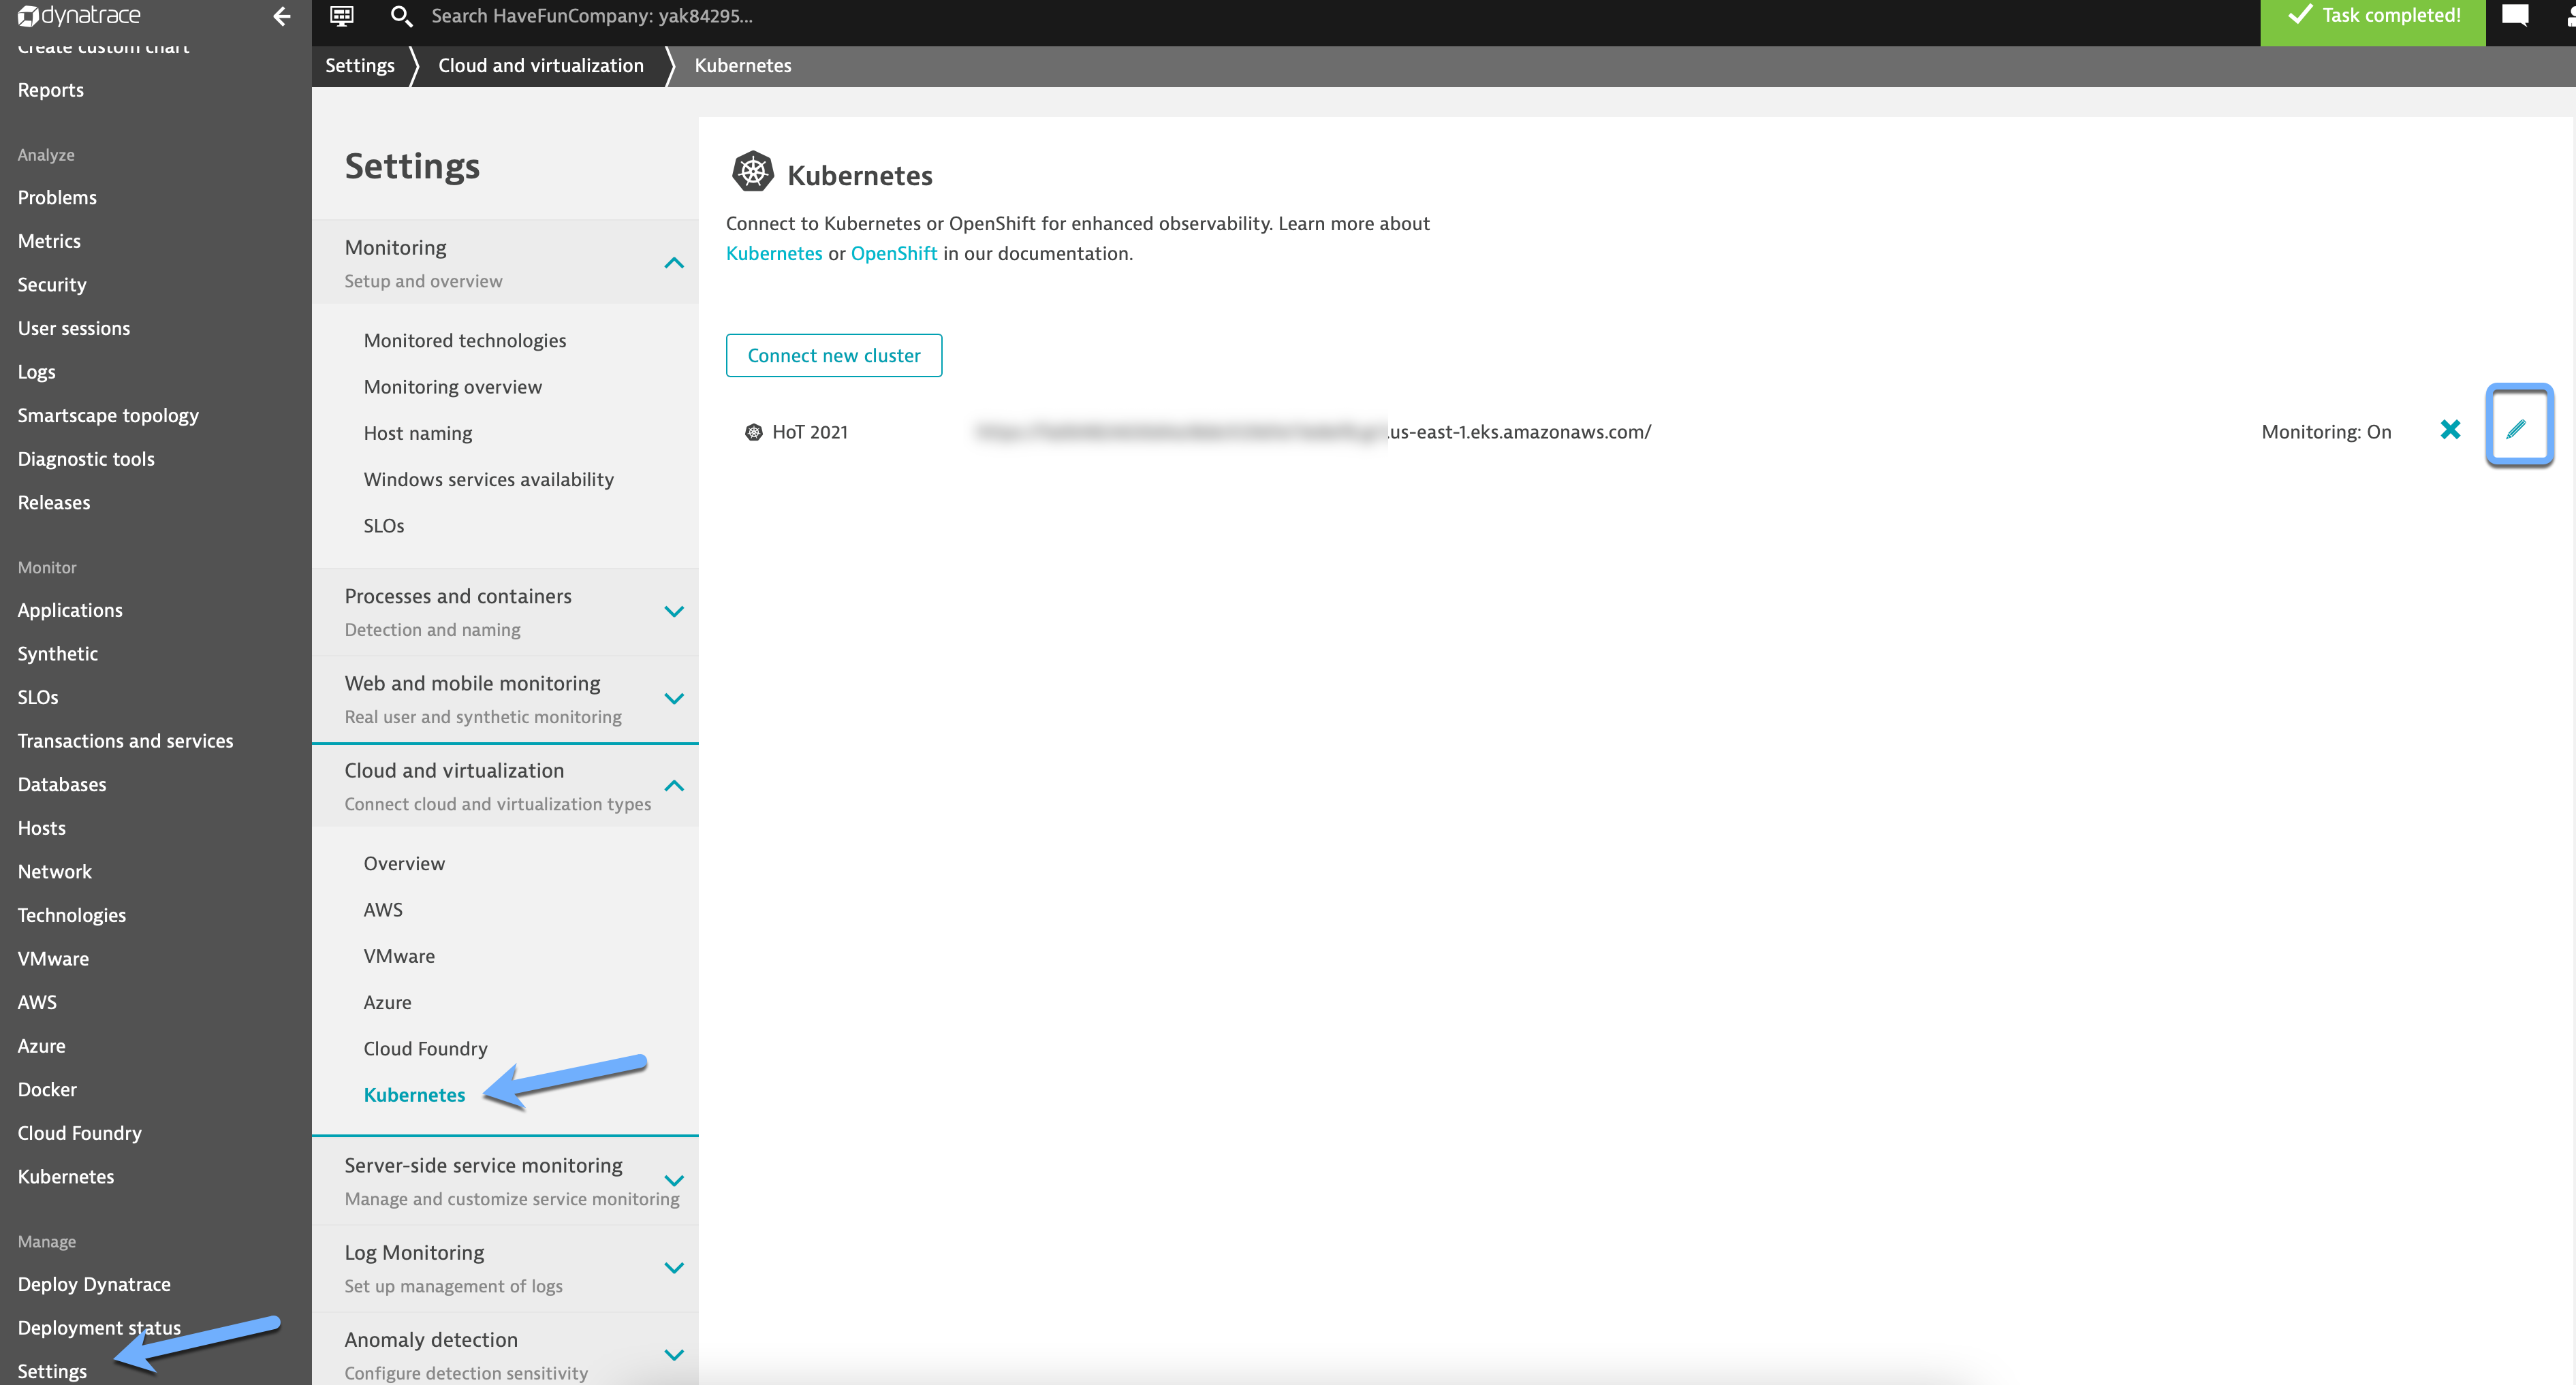 dynatrace
Create custom chart
Reports
Analyze
Problems
Metrics
Security
User sessions
Logs
Smartscape topology
Diagnostic tools
Releases
Monitor
Applications
Synthetic
SLOs
Transactions and services
Databases
Hosts
Network
Technologies
VMware
AWS
Azure
Docker
Cloud Foundry
Kubernetes
Manage
Deploy Dynatrace
Deployment status
Settings
Search HaveFunCompany: yak84295...
Task completed!
Settings
Cloud and virtualization
Kubernetes
Settings
Monitoring
Setup and overview
Monitored technologies
Monitoring overview
Host naming
Windows services availability
SLOs
Processes and containers
Detection and naming
Web and mobile monitoring
Real user and synthetic monitoring
Cloud and virtualization
Connect cloud and virtualization types
Overview
AWS
VMware
Azure
Cloud Foundry
Kubernetes
Server-side service monitoring
Manage and customize service monitoring
Log Monitoring
Set up management of logs
Anomaly detection
Configure detection sensitivity
Kubernetes
Connect to Kubernetes or OpenShift for enhanced observability. Learn more about
Kubernetes or OpenShift in our documentation.
Connect new cluster
HoT 2021
.us-east-1.eks.amazonaws.com/
Monitoring: On